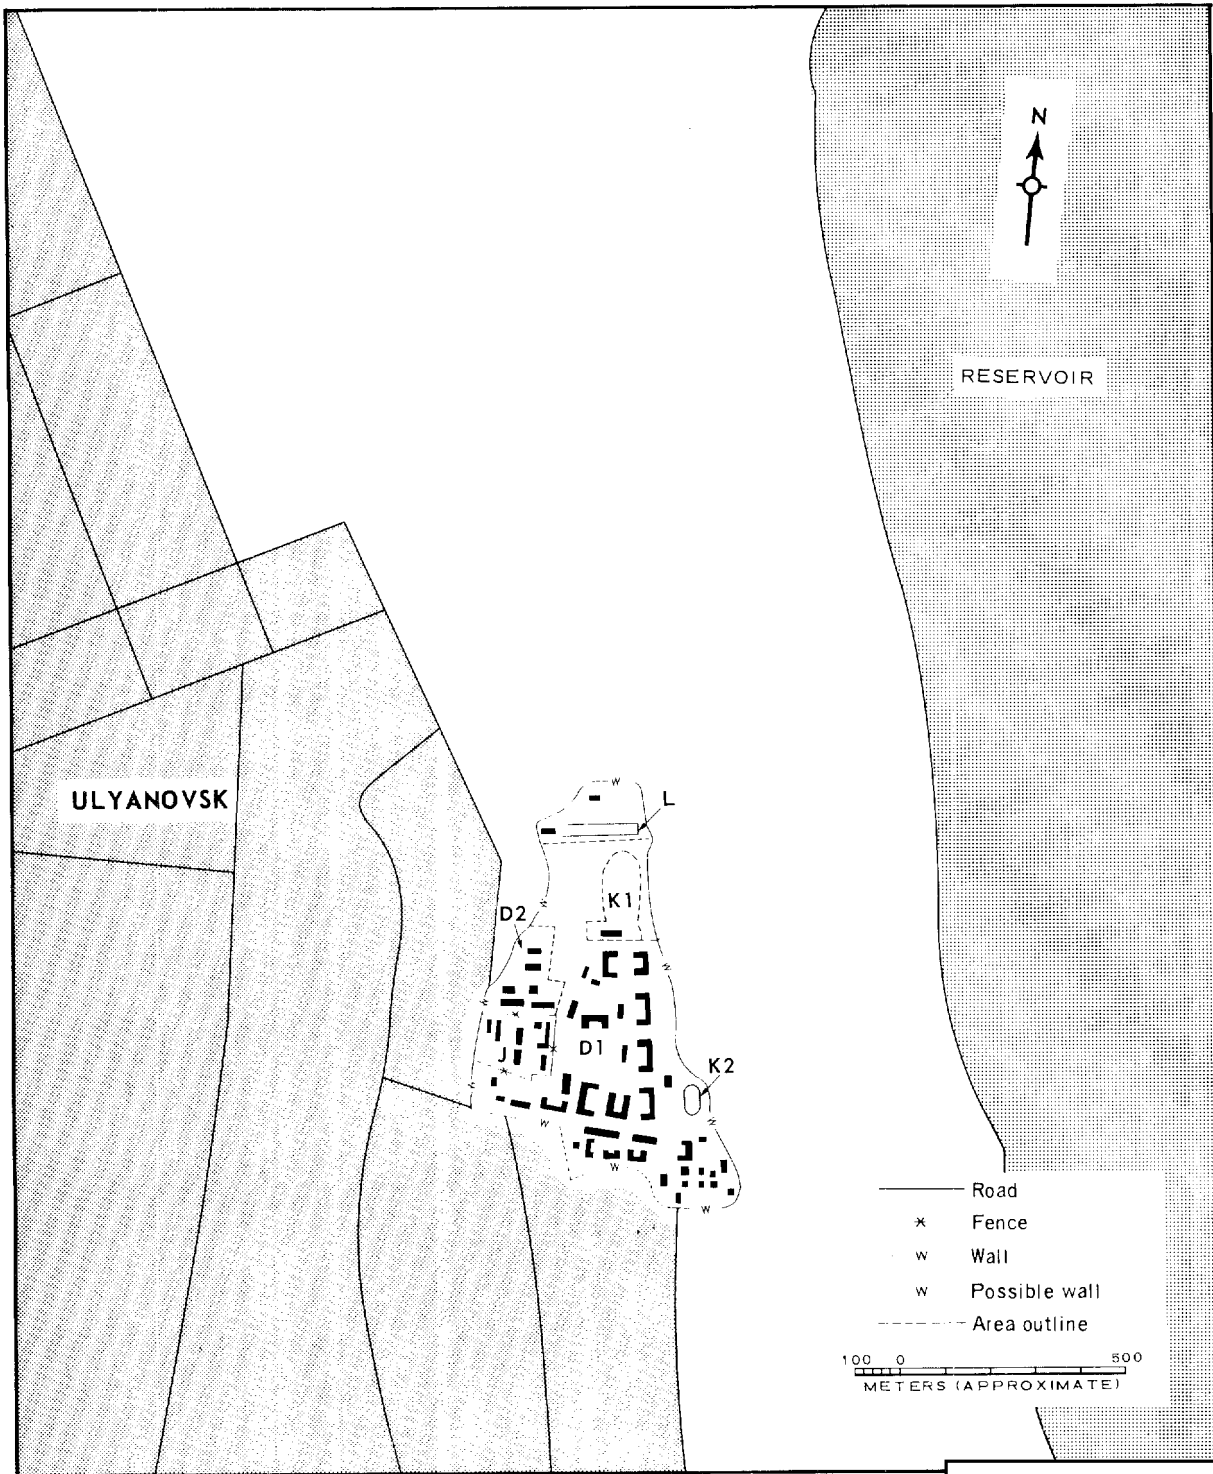 N
RESERVOIR
ULYANOVSK
W
L
K1
W
D2
W
W
D1
J
K2
W
W
W
W
W
W
Road
Fence
W Wall
W Possible wall
Area outline
100 0 500
METERS (APPROXIMATE)